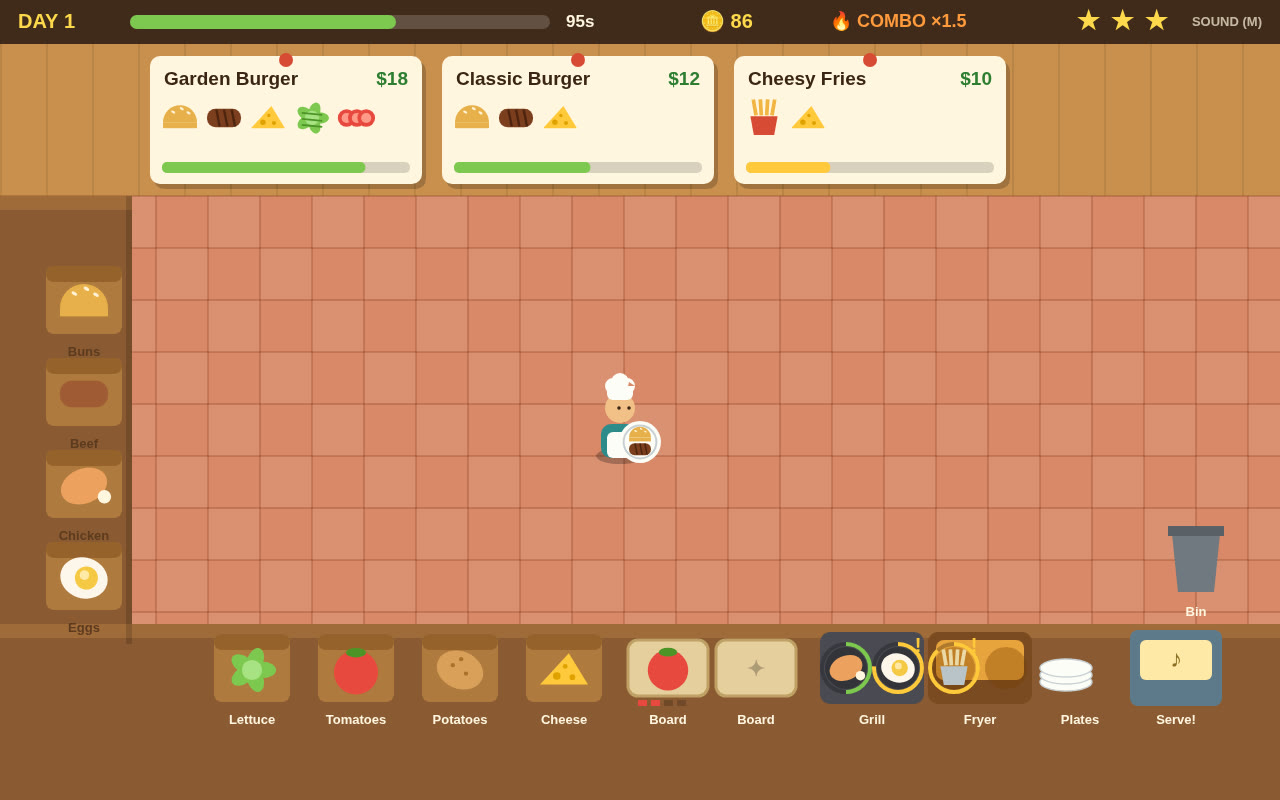 DAY 1
95s
86
COMBO ×1.5
SOUND (M)
Garden Burger $18
Classic Burger $12
Cheesy Fries $10
Buns
Beef
Chicken
Eggs
Bin
! !
Lettuce
Tomatoes
Potatoes
Cheese
Board
Board
Grill
Fryer
Plates
Serve!